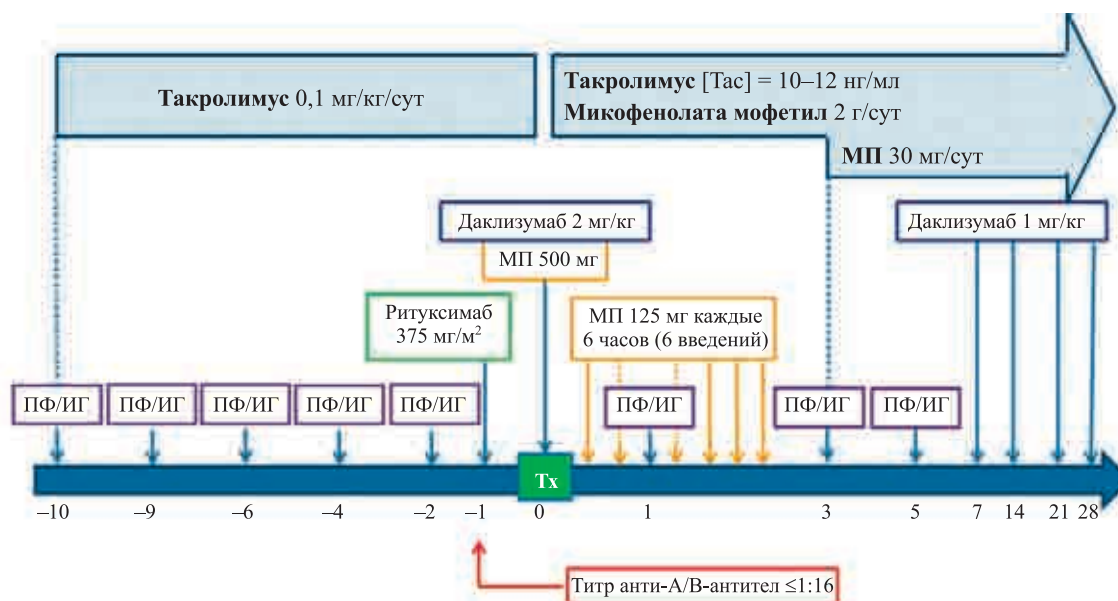 Такролимус 0,1 мг/кг/сут
Такролимус [Tac] = 10–12 нг/мл
Микофенолата мофетил 2 г/сут
МП 30 мг/сут
Даклизумаб 2 мг/кг
МП 500 мг
Даклизумаб 1 мг/кг
Ритуксимаб
375 мг/м²
МП 125 мг каждые
6 часов (6 введений)
ПФ/ИГ
ПФ/ИГ
ПФ/ИГ
ПФ/ИГ
ПФ/ИГ
ПФ/ИГ
ПФ/ИГ
ПФ/ИГ
Tx
–10 –9 –6 –4 –2 –1 0 1 3 5 7 14 21 28
Титр анти-А/В-антител ≤1:16